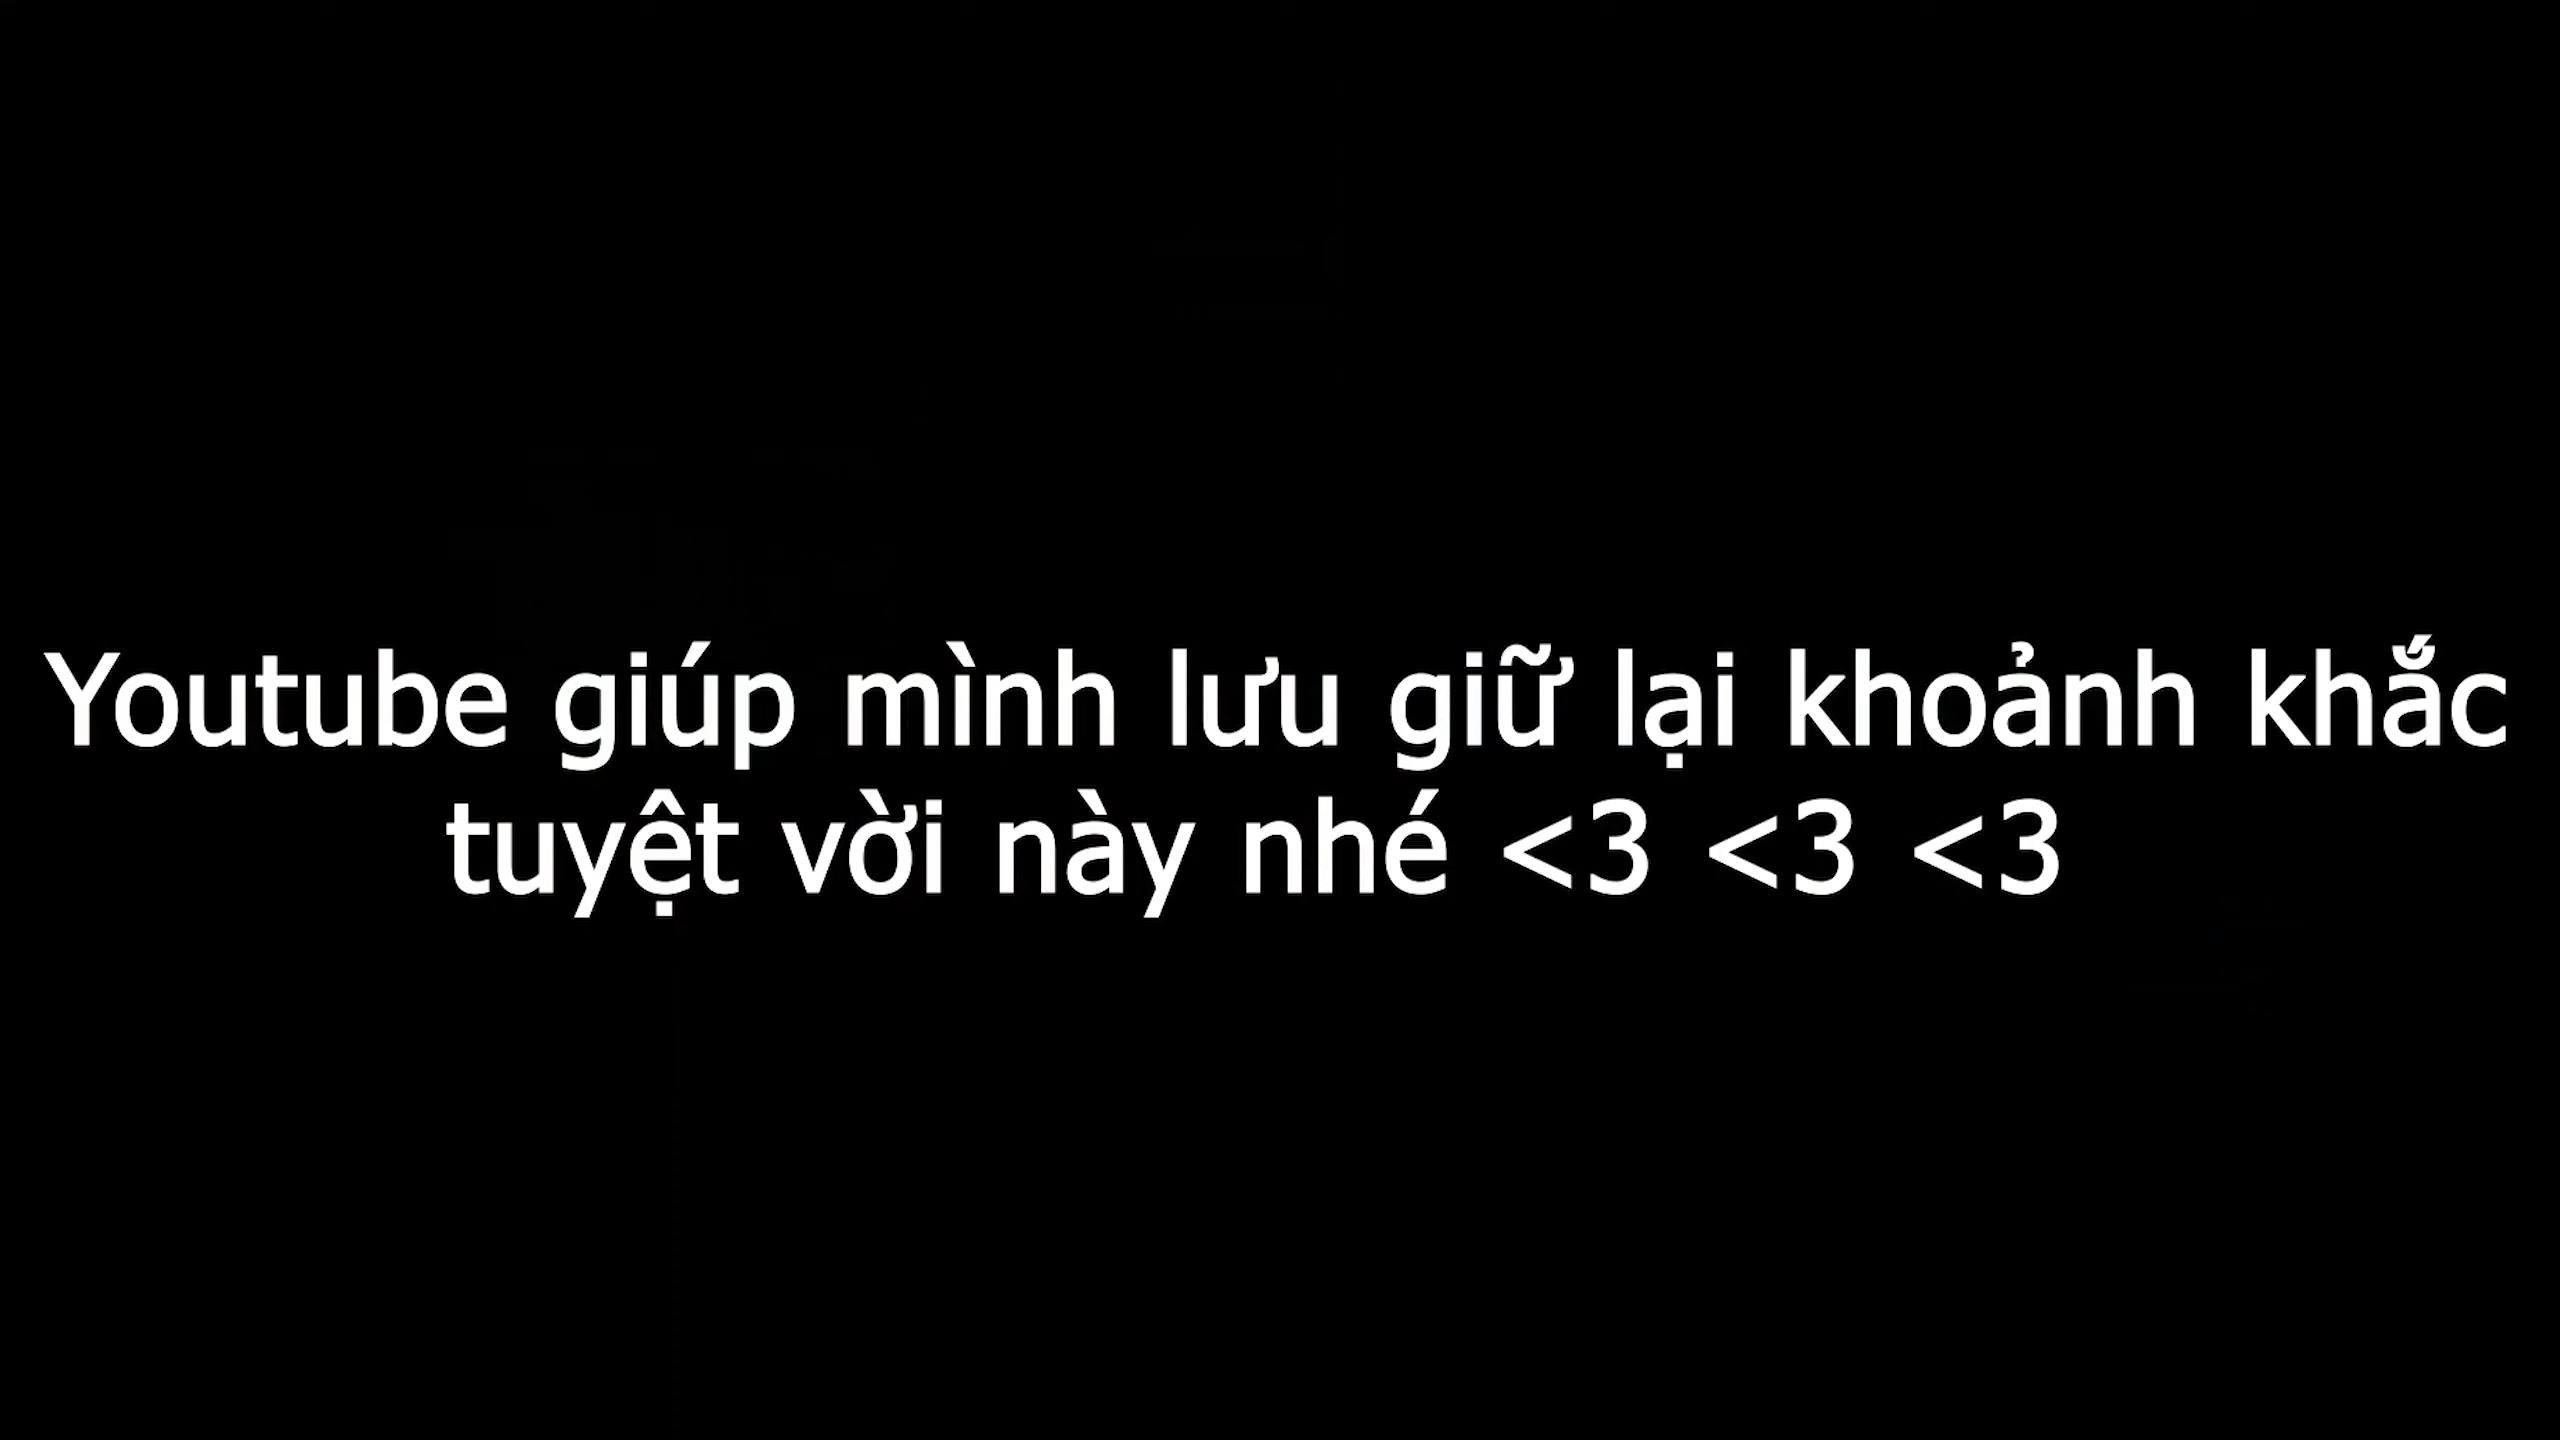 Youtube giúp mình lưu giữ lại khoảnh khắc
tuyệt vời này nhé <3 <3 <3